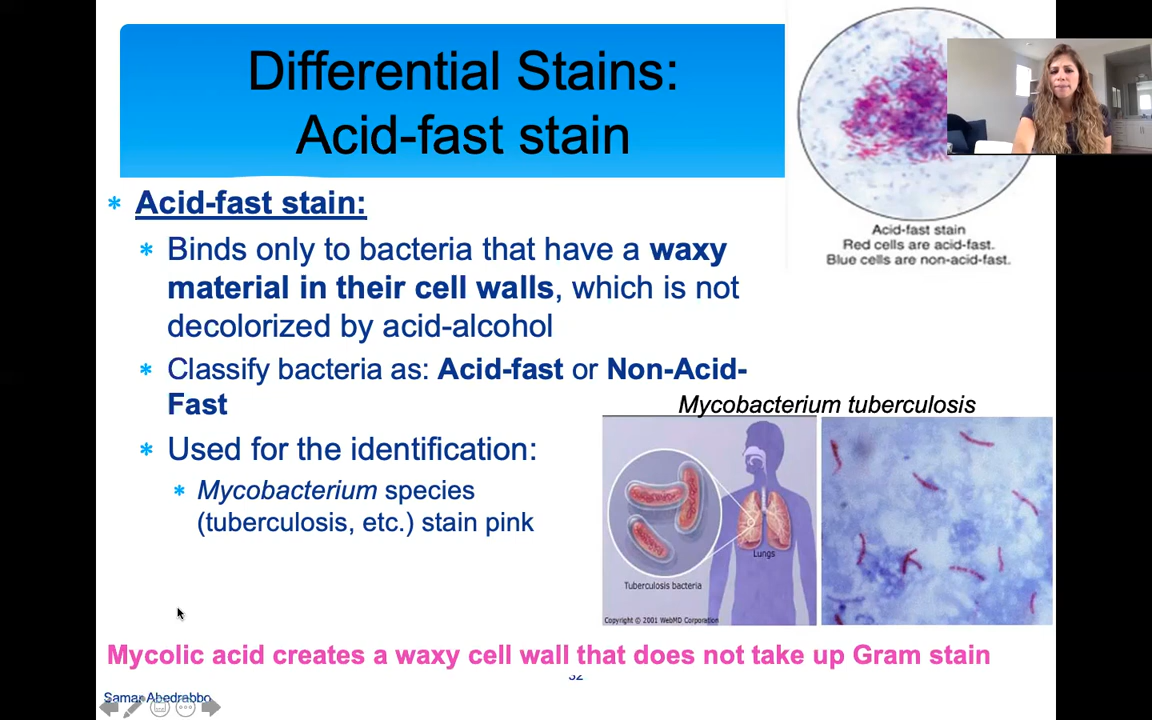 Differential Stains:
Acid-fast stain
Acid-fast stain
Red cells are acid-fast.
Blue cells are non-acid-fast.
* Acid-fast stain:
* Binds only to bacteria that have a waxy
material in their cell walls, which is not
decolorized by acid-alcohol
* Classify bacteria as: Acid-fast or Non-Acid-
Fast
* Used for the identification:
* Mycobacterium species
(tuberculosis, etc.) stain pink
Mycobacterium tuberculosis
Lungs
Tuberculosis bacteria
Copyright © 2001 WebMD Corporation
Mycolic acid creates a waxy cell wall that does not take up Gram stain
32
Samar Abedrabbo